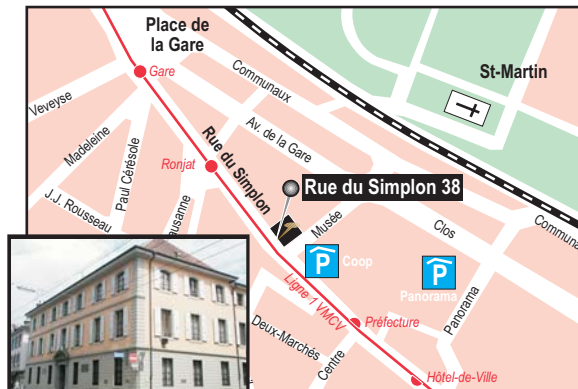 Place de
la Gare
Gare
Communaux
St-Martin
Veveyse
Madeleine
Av. de la Gare
Paul Cérésole
Rue du Simplon
Ronjat
Rue du Simplon 38
J.J. Rousseau
ausanne
Musée
Communa
Clos
P
Coop
P
Panorama
Panorama
Ligne 1 VMCV
Préfecture
Deux-Marchés
Centre
Hôtel-de-Ville